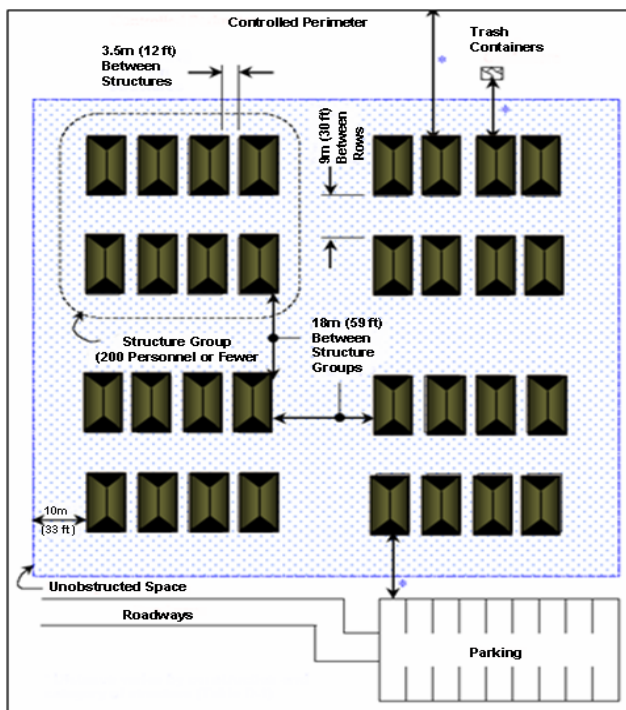 Controlled Perimeter
3.5m (12 ft)
Between
Structures
Trash
Containers
*
*
9m (30 ft)
Between
Rows
18m (59 ft)
Between
Structure
Groups
Structure Group
(200 Personnel or Fewer
10m
(33 ft)
*
Unobstructed Space
Roadways
Parking